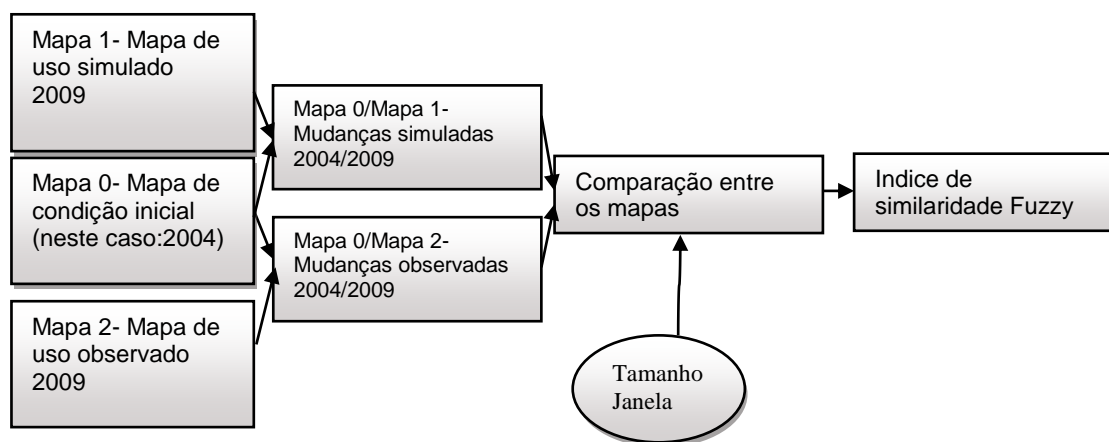 Mapa 1- Mapa de
uso simulado
2009
Mapa 0- Mapa de
condição inicial
(neste caso:2004)
Mapa 2- Mapa de
uso observado
2009
Mapa 0/Mapa 1-
Mudanças simuladas
2004/2009
Mapa 0/Mapa 2-
Mudanças observadas
2004/2009
Comparação entre
os mapas
Tamanho
Janela
Indice de
similaridade Fuzzy